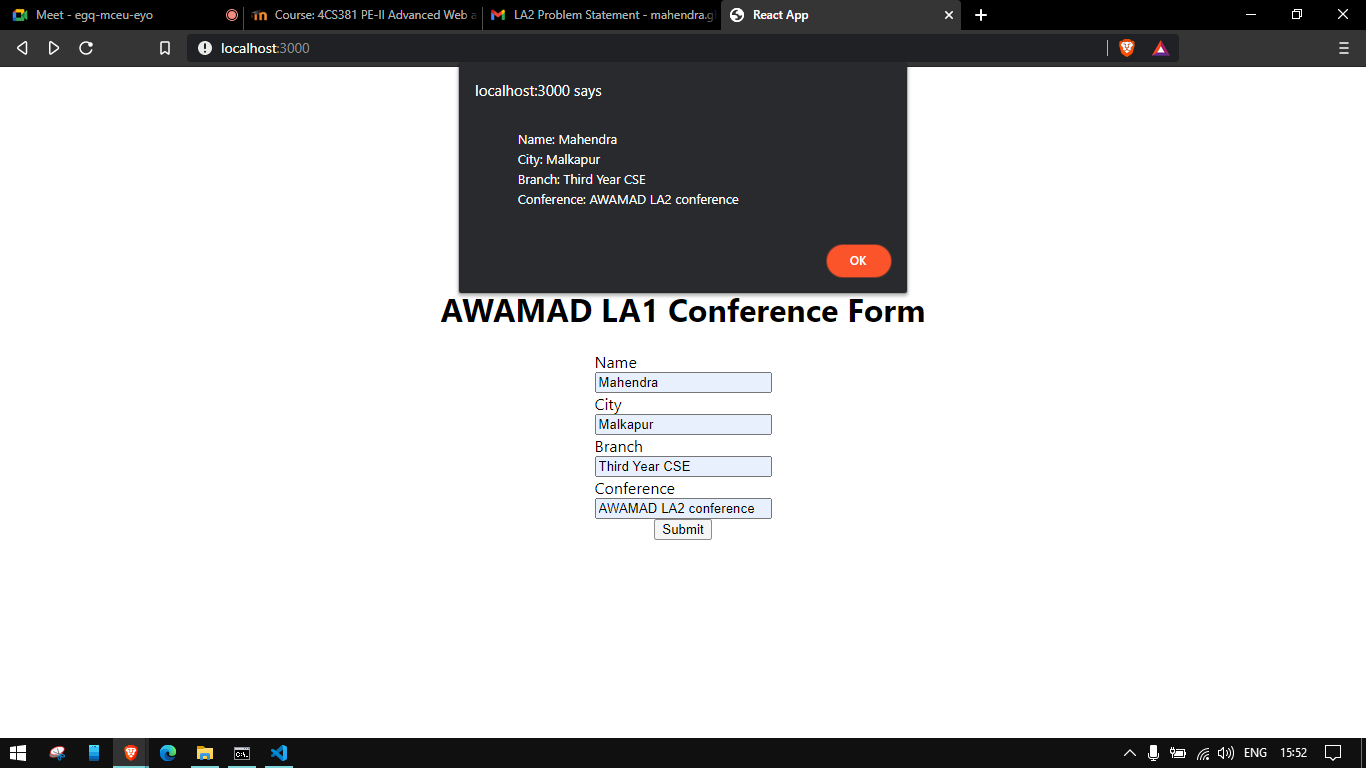 Meet - egq-mceu-eyo
Course: 4CS381 PE-II Advanced Web a
LA2 Problem Statement - mahendra.g
React App
localhost:3000
localhost:3000 says
Name: Mahendra
City: Malkapur
Branch: Third Year CSE
Conference: AWAMAD LA2 conference
OK
AWAMAD LA1 Conference Form
Name
Mahendra
City
Malkapur
Branch
Third Year CSE
Conference
AWAMAD LA2 conference
Submit
ENG
15:52